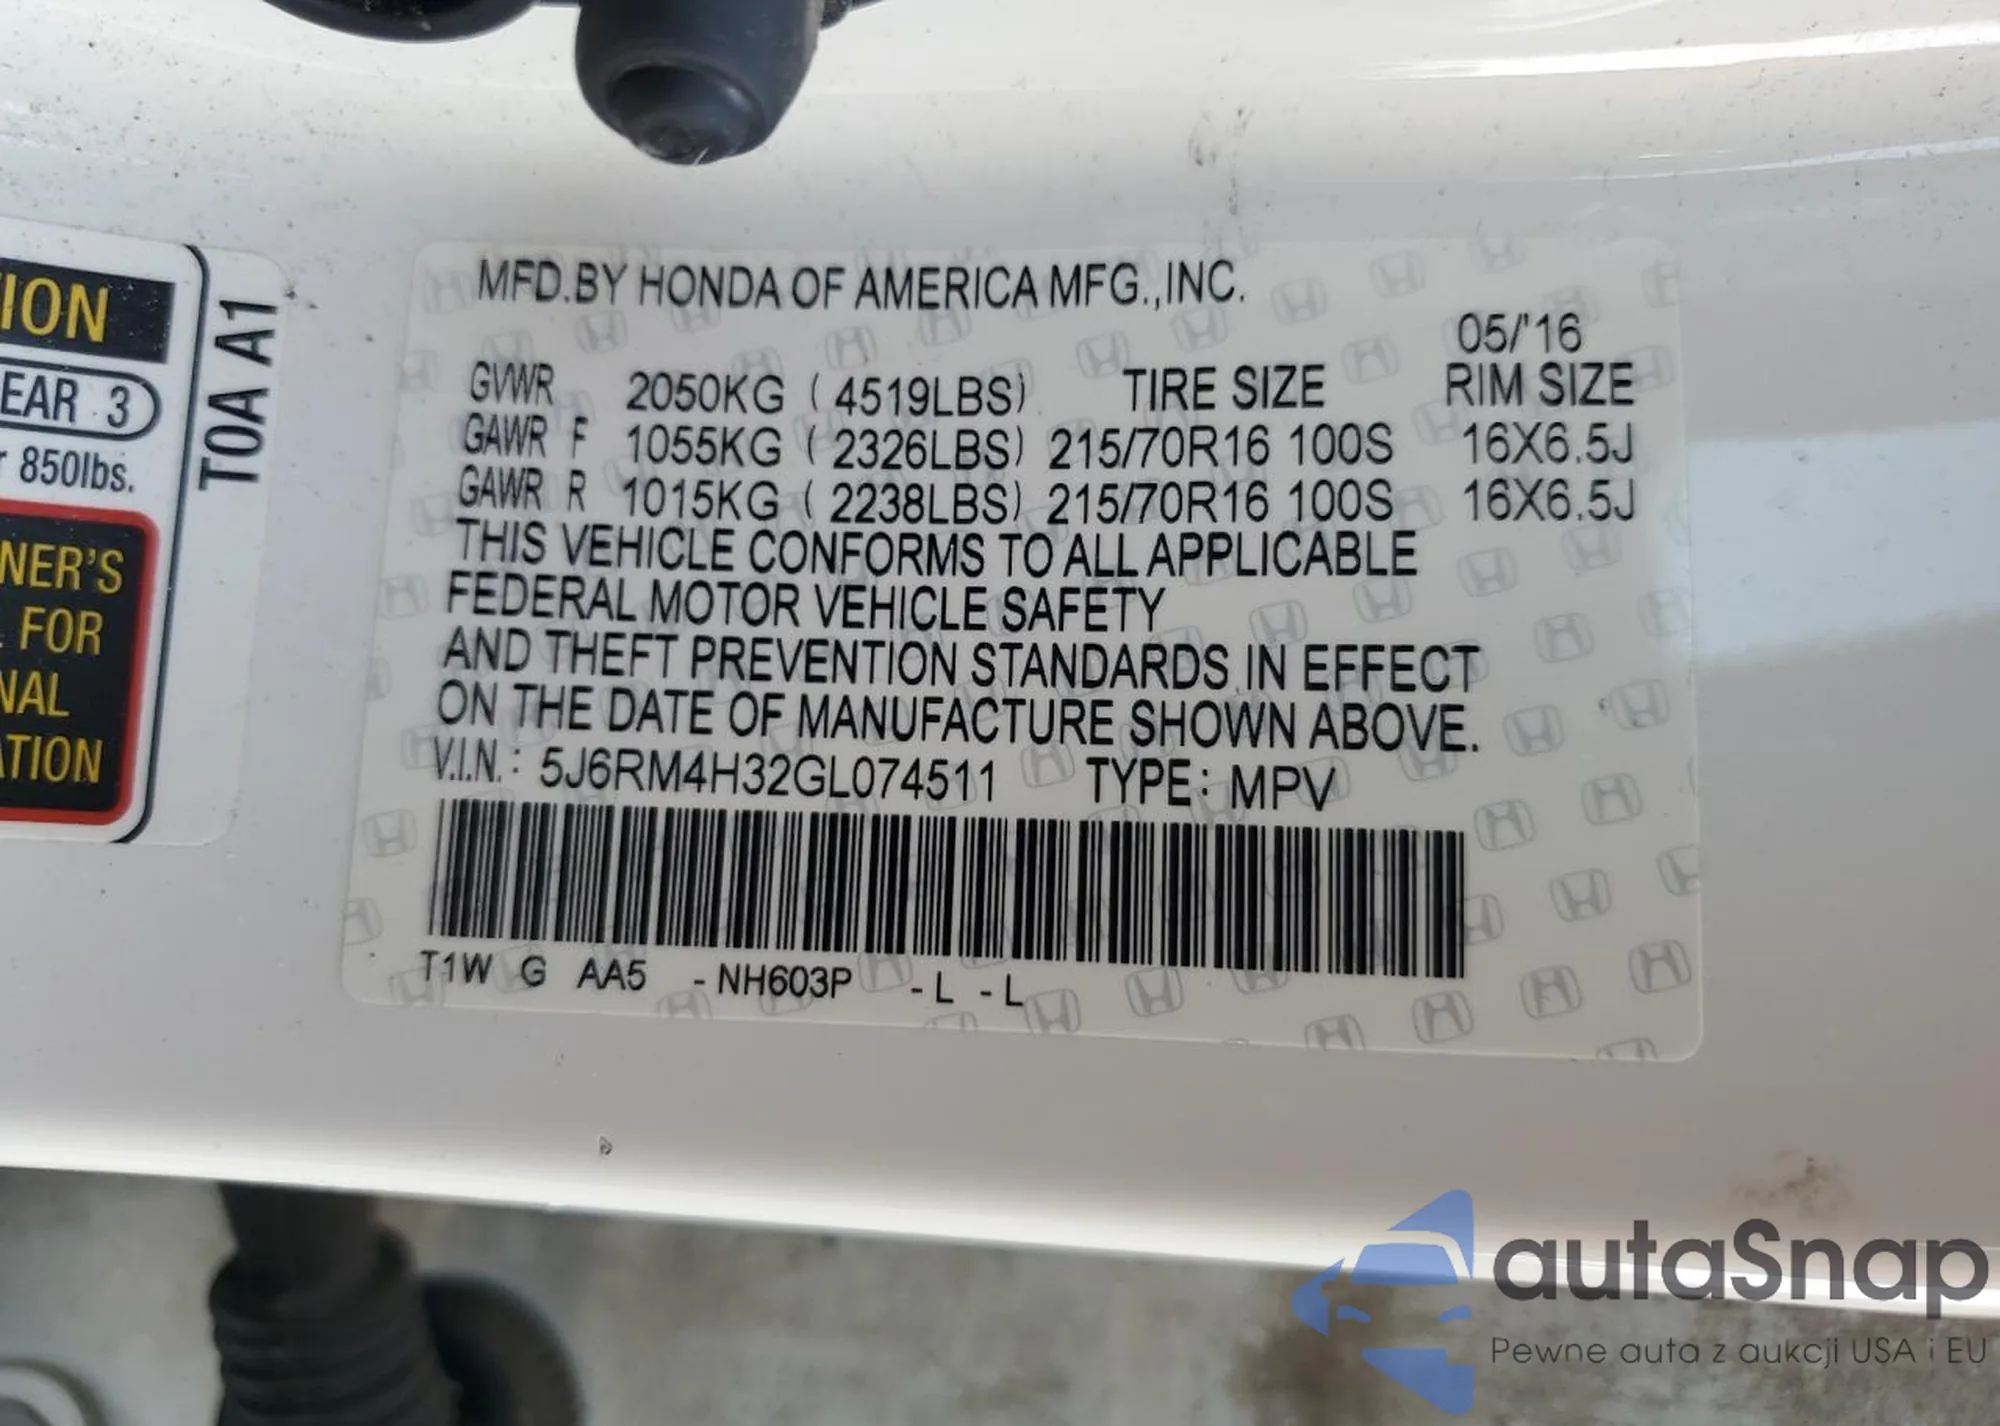 ION
EAR 3
850lbs.
NER'S
FOR
NAL
ATION
T0A A1
MFD.BY HONDA OF AMERICA MFG.,INC.
05/'16
GVWR 2050KG ( 4519LBS) TIRE SIZE RIM SIZE
GAWR F 1055KG ( 2326LBS) 215/70R16 100S 16X6.5J
GAWR R 1015KG ( 2238LBS) 215/70R16 100S 16X6.5J
THIS VEHICLE CONFORMS TO ALL APPLICABLE
FEDERAL MOTOR VEHICLE SAFETY
AND THEFT PREVENTION STANDARDS IN EFFECT
ON THE DATE OF MANUFACTURE SHOWN ABOVE.
V.I.N.: 5J6RM4H32GL074511 TYPE: MPV
T1W G AA5 -NH603P -L -L
autaSnap
Pewne auta z aukcji USA i EU